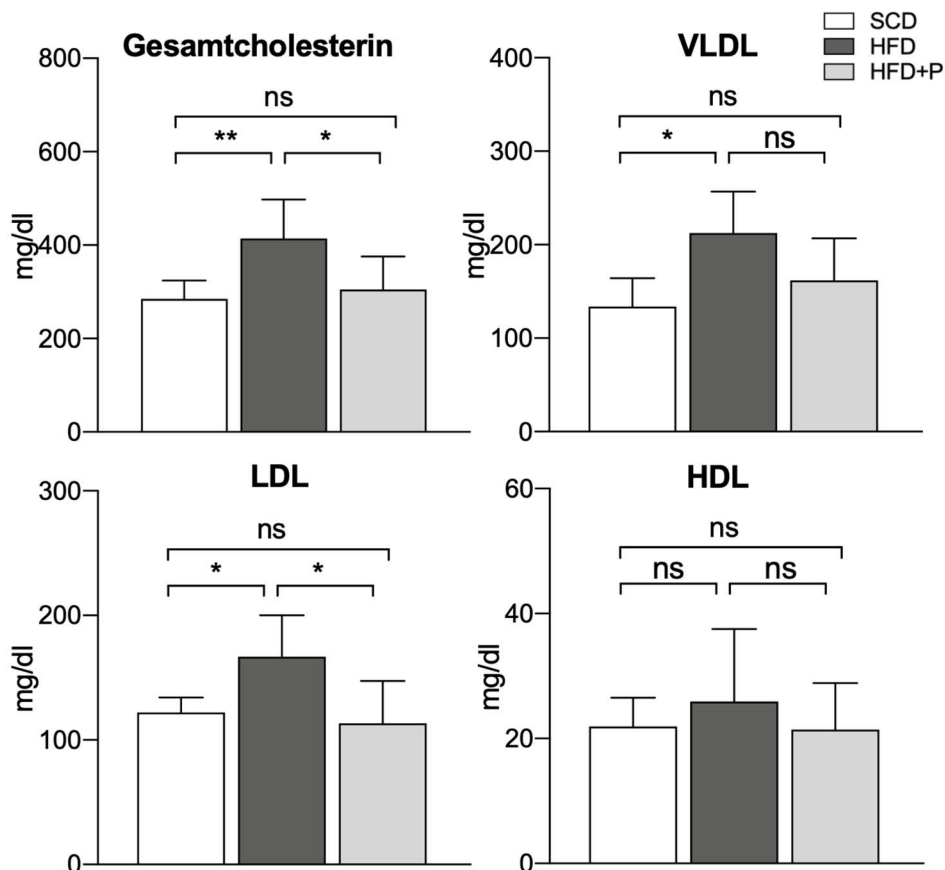 Gesamtcholesterin
mg/dl
800
600
400
200
0
ns
** *
VLDL
SCD
HFD
HFD+P
mg/dl
400
300
200
100
0
ns
* ns
LDL
mg/dl
300
200
100
0
ns
* *
HDL
mg/dl
60
40
20
0
ns
ns ns